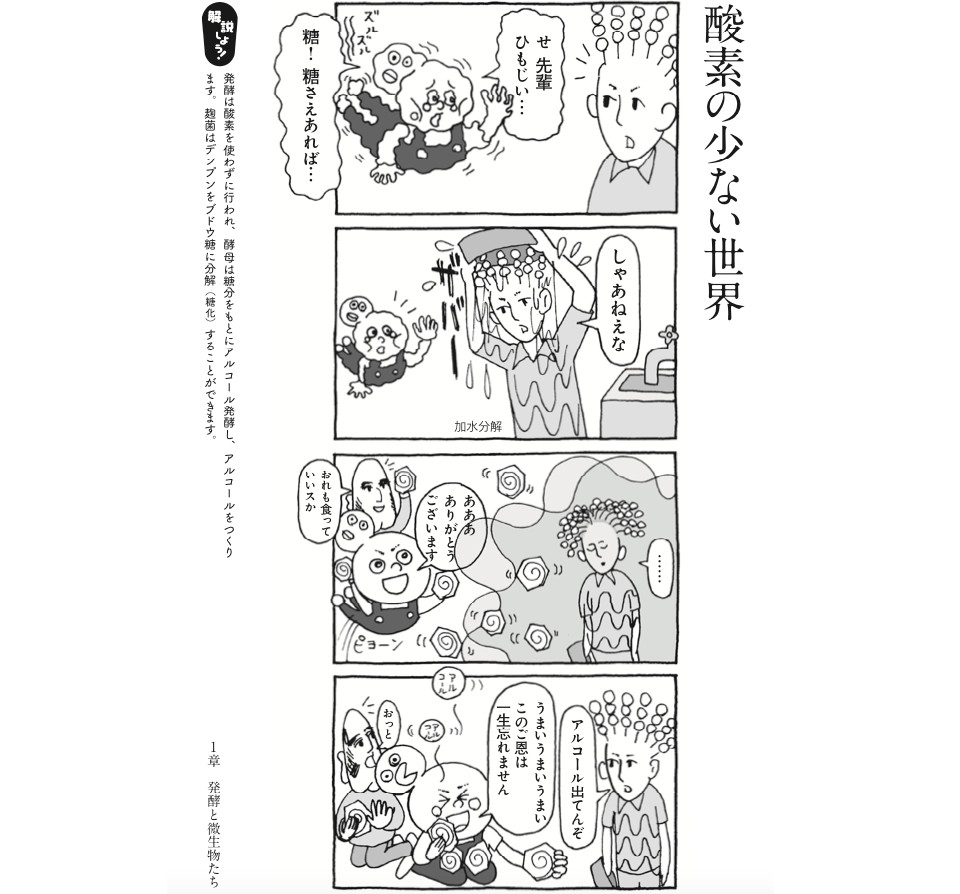 酸素の少ない世界
せ 先輩
ひもじい…
ズルズル
糖！ 糖さえあれば…
しゃあねえな
ザバー
加水分解
……
あああ
ありがとう
ございます
おれも食って
いいスか
ピョーン
アルコール出てんぞ
うまいうまいうまい
このご恩は
一生忘れません
アル
コール
アル
コール
おっと
解説しよう！
発酵は酸素を使わずに行われ、酵母は糖分をもとにアルコール発酵し、アルコールをつくり
ます。麹菌はデンプンをブドウ糖に分解（糖化）することができます。
1章 発酵と微生物たち